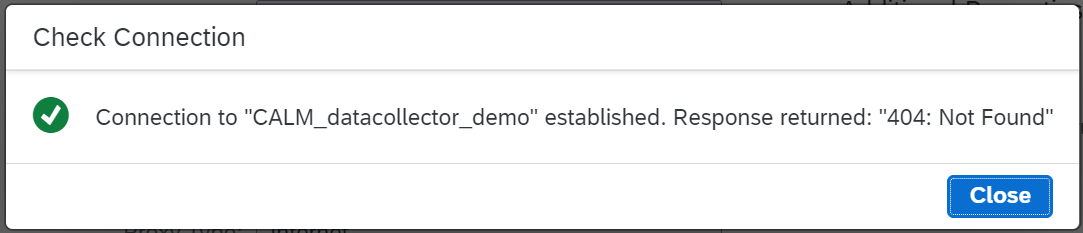 Check Connection
Connection to "CALM_datacollector_demo" established. Response returned: "404: Not Found"
Close